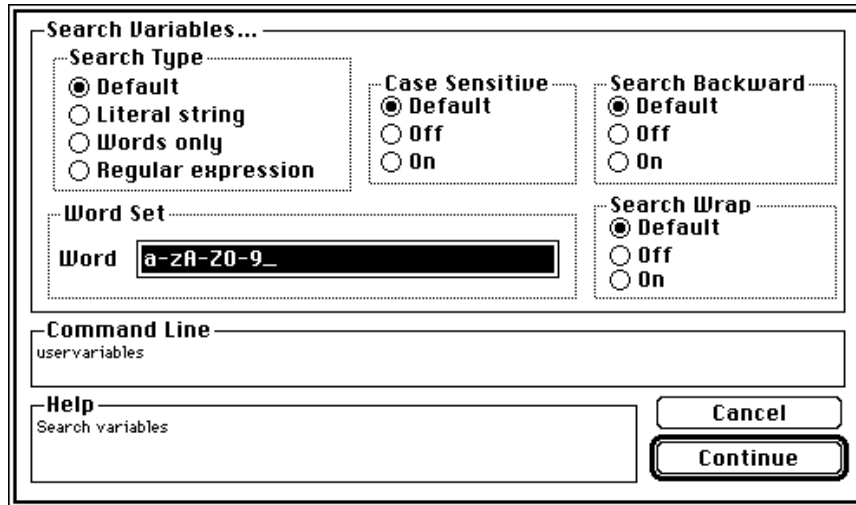 Search Variables...
Search Type
Default
Literal string
Words only
Regular expression
Case Sensitive
Default
Off
On
Search Backward
Default
Off
On
Word Set
Word a-zA-Z0-9_
Search Wrap
Default
Off
On
Command Line
uservariables
Help
Search variables
Cancel
Continue